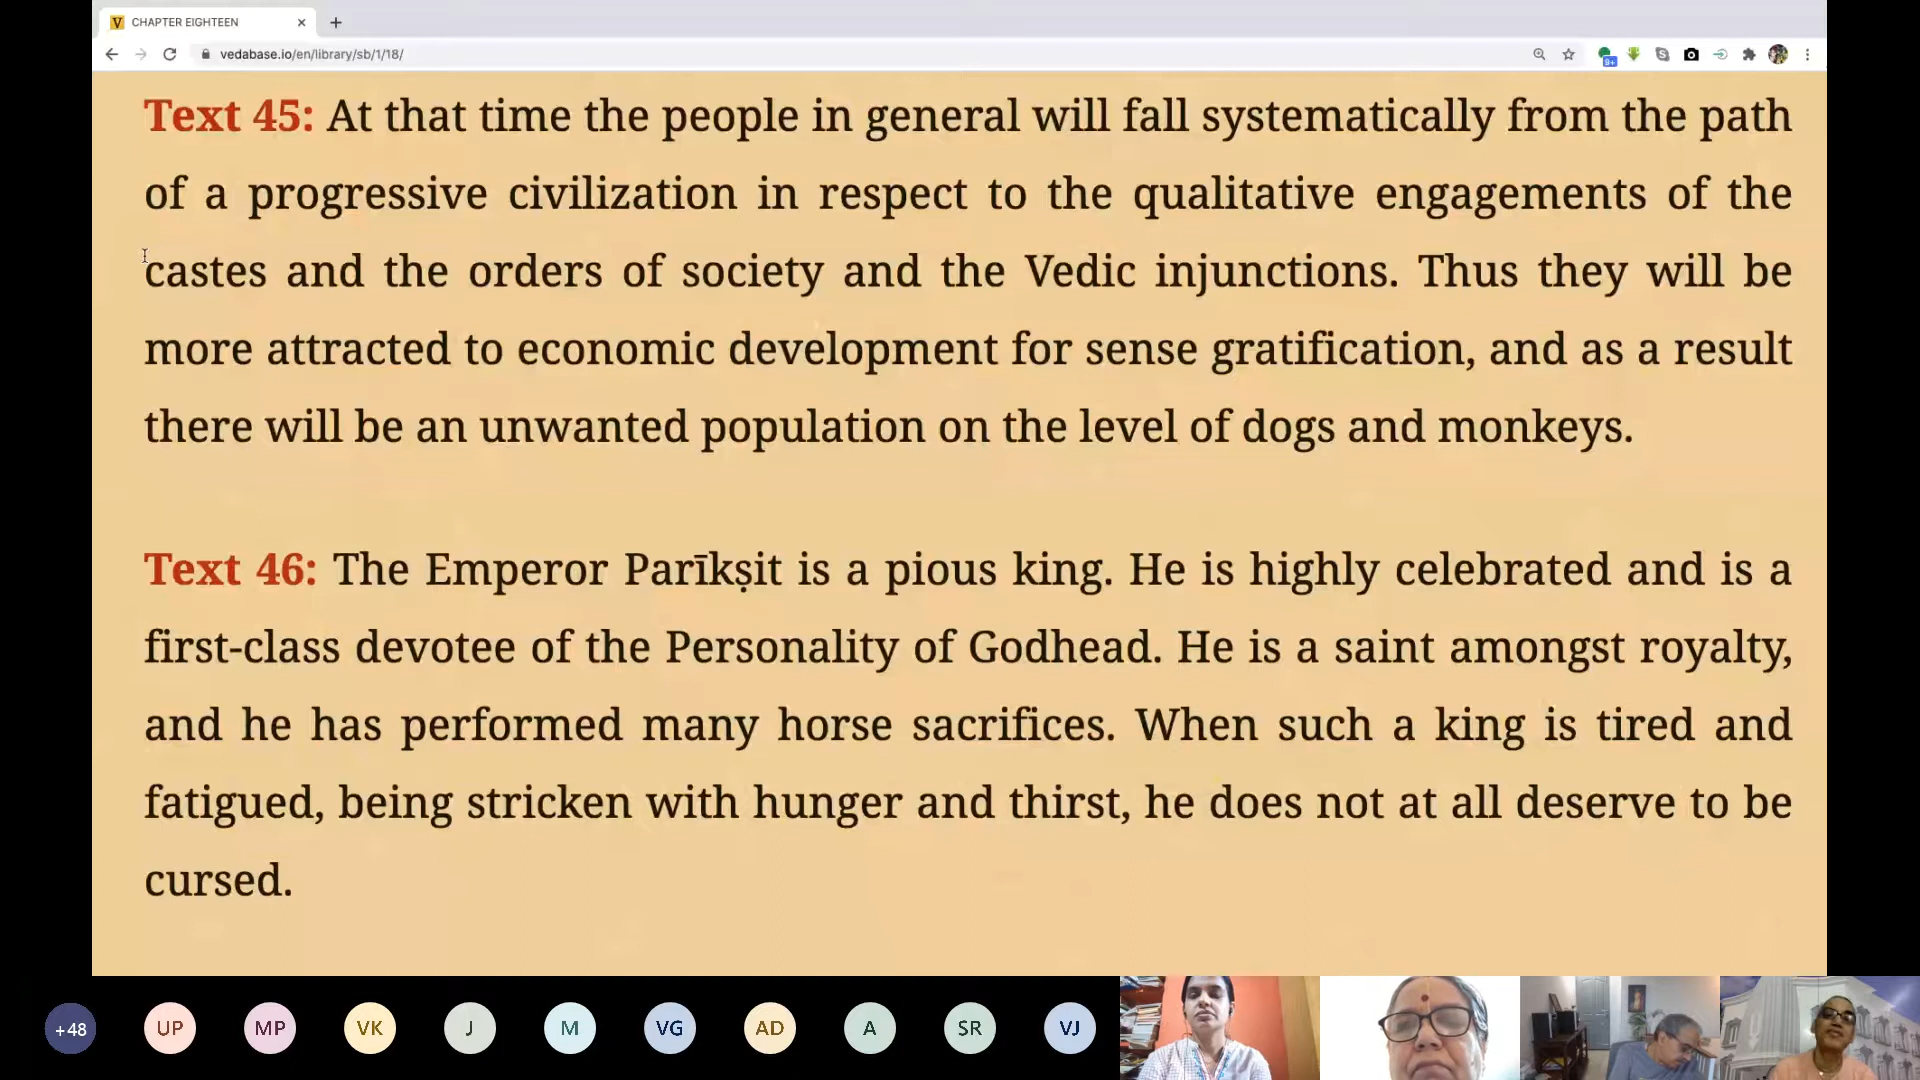 CHAPTER EIGHTEEN
vedabase.io/en/library/sb/1/18/
9+
Text 45: At that time the people in general will fall systematically from the path
of a progressive civilization in respect to the qualitative engagements of the
castes and the orders of society and the Vedic injunctions. Thus they will be
more attracted to economic development for sense gratification, and as a result
there will be an unwanted population on the level of dogs and monkeys.
Text 46: The Emperor Parīkṣit is a pious king. He is highly celebrated and is a
first-class devotee of the Personality of Godhead. He is a saint amongst royalty,
and he has performed many horse sacrifices. When such a king is tired and
fatigued, being stricken with hunger and thirst, he does not at all deserve to be
cursed.
+48 UP MP VK J M VG AD A SR VJ